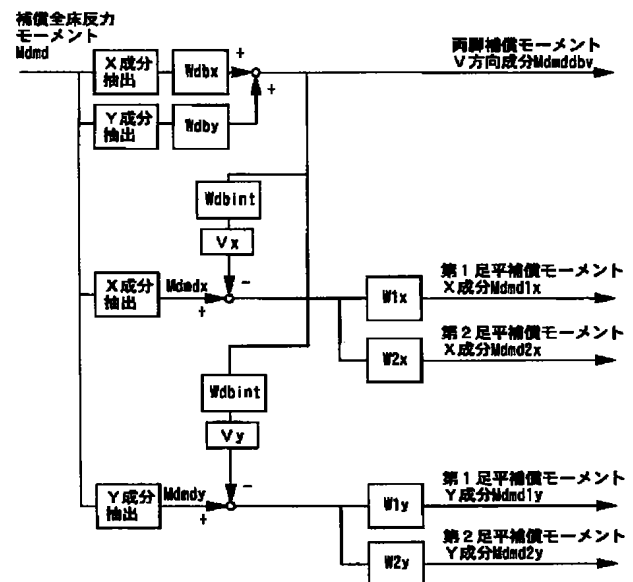 補償全床反力
モーメント
Mdmd
X成分
抽出
Wdbx
+
+
両脚補償モーメント
V方向成分Mdmddbv
Y成分
抽出
Wdby
Wdbint
Vx
X成分
抽出
Mdmdx
+
-
W1x
第1足平補償モーメント
X成分Mdmd1x
W2x
第2足平補償モーメント
X成分Mdmd2x
Wdbint
Vy
Y成分
抽出
Mdmdy
+
-
W1y
第1足平補償モーメント
Y成分Mdmd1y
W2y
第2足平補償モーメント
Y成分Mdmd2y